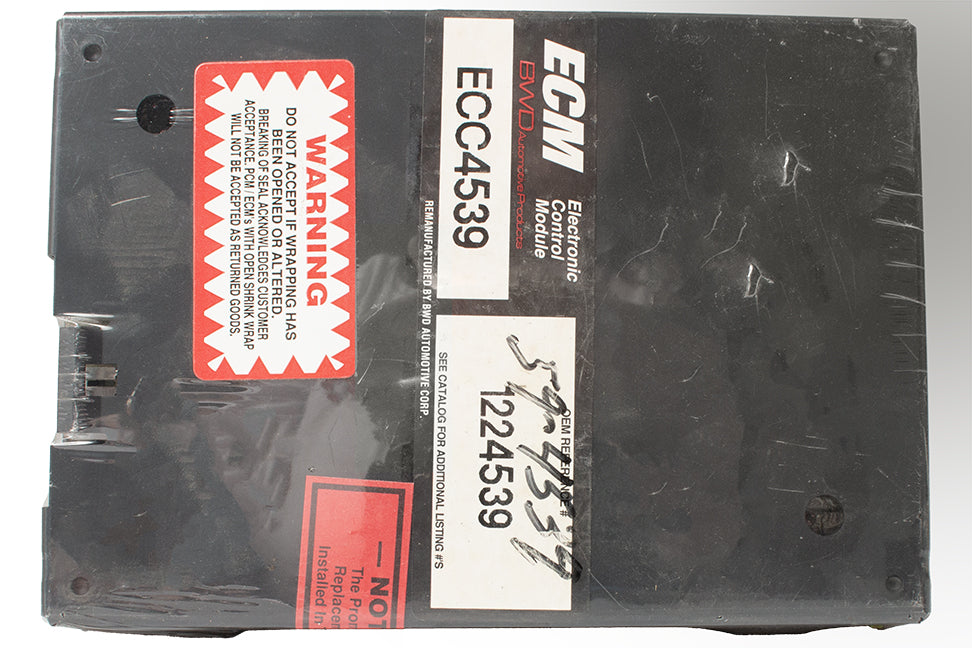 ECM
Electronic
Control
Module
BWD Automotive Products
ECC4539
REMANUFACTURED BY BWD AUTOMOTIVE CORP.
OEM REFERENCE #
1224539
SEE CATALOG FOR ADDITIONAL LISTING #'S
WARNING
DO NOT ACCEPT IF WRAPPING HAS
BEEN OPENED OR ALTERED.
BREAKING OF SEAL ACKNOWLEDGES CUSTOMER
ACCEPTANCE. PCM / ECM's WITH OPEN SHRINK WRAP
WILL NOT BE ACCEPTED AS RETURNED GOODS.
— NOT
The Prom
Replacem
Installed In